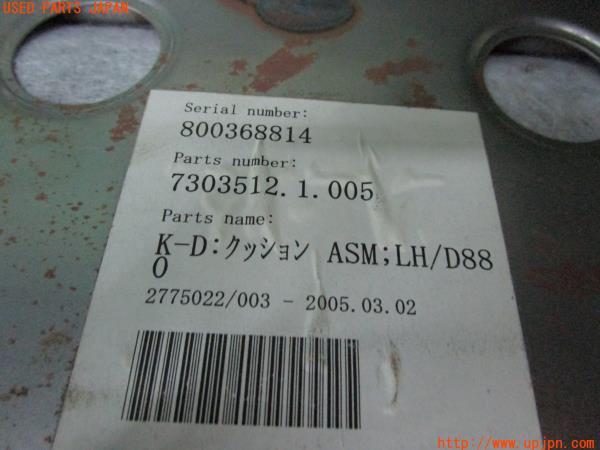 USED PARTS JAPAN
Serial number:
800368814
Parts number:
7303512.1.005
Parts name:
K-D:クッション ASM;LH/D88
0
2775022/003 - 2005.03.02
http://www.upjpn.com/